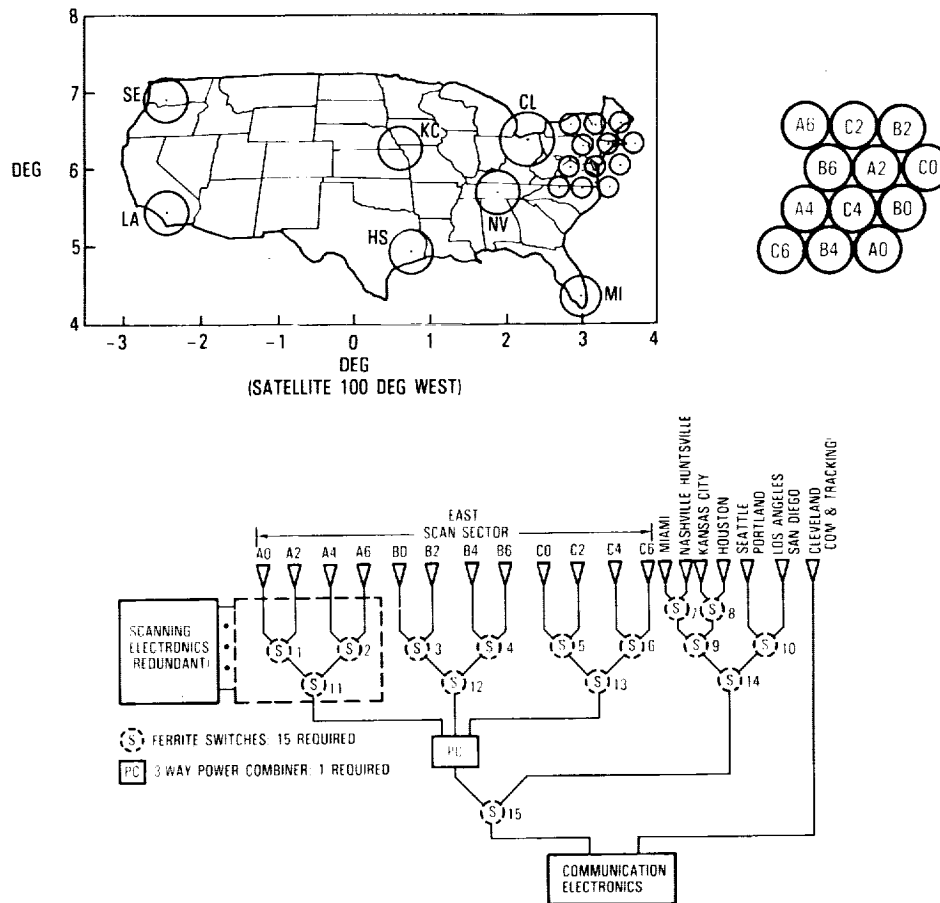 8
7
6
5
4
DEG
SE
LA
KC
HS
CL
NV
MI
-3
-2
-1
0
1
2
3
4
DEG
(SATELLITE 100 DEG WEST)
A6
C2
B2
B6
A2
C0
A4
C4
B0
C6
B4
A0
EAST
SCAN SECTOR
A0
A2
A4
A6
B0
B2
B4
B6
C0
C2
C4
C6
MIAMI
NASHVILLE HUNTSVILLE
KANSAS CITY
HOUSTON
SEATTLE
PORTLAND
LOS ANGELES
SAN DIEGO
CLEVELAND
COM & TRACKING)
SCANNING
ELECTRONICS
REDUNDANT)
S 1
S 2
S 3
S 4
S 5
S 6
S 7
S 8
S 9
S 10
S 11
S 12
S 13
S 14
S FERRITE SWITCHES: 15 REQUIRED
PC 3 WAY POWER COMBINER: 1 REQUIRED
PC
S 15
COMMUNICATION
ELECTRONICS